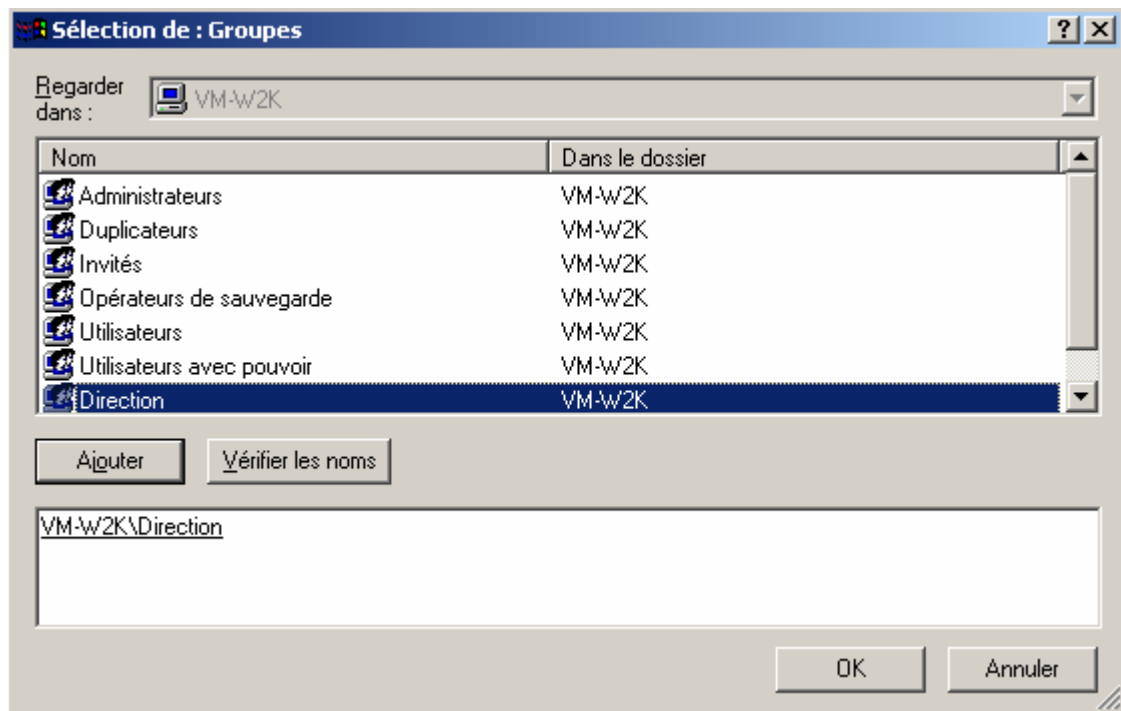 Sélection de : Groupes
Regarder
dans :
VM-W2K
Nom Dans le dossier
Administrateurs VM-W2K
Duplicateurs VM-W2K
Invités VM-W2K
Opérateurs de sauvegarde VM-W2K
Utilisateurs VM-W2K
Utilisateurs avec pouvoir VM-W2K
Direction VM-W2K
Ajouter Vérifier les noms
VM-W2K\Direction
OK Annuler